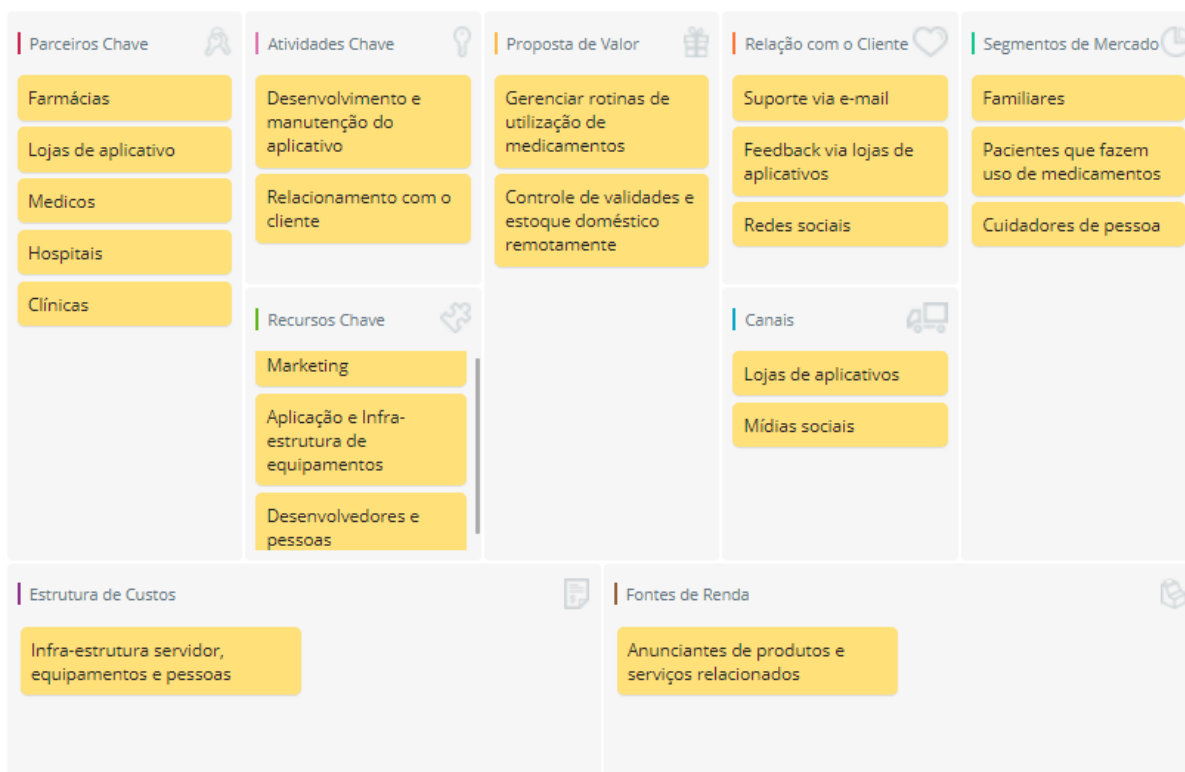 Parceiros Chave
Farmácias
Lojas de aplicativo
Medicos
Hospitais
Clínicas
Atividades Chave
Desenvolvimento e
manutenção do
aplicativo
Relacionamento com o
cliente
Recursos Chave
Marketing
Aplicação e Infra-
estrutura de
equipamentos
Desenvolvedores e
pessoas
Proposta de Valor
Gerenciar rotinas de
utilização de
medicamentos
Controle de validades e
estoque doméstico
remotamente
Relação com o Cliente
Suporte via e-mail
Feedback via lojas de
aplicativos
Redes sociais
Canais
Lojas de aplicativos
Mídias sociais
Segmentos de Mercado
Familiares
Pacientes que fazem
uso de medicamentos
Cuidadores de pessoa
Estrutura de Custos
Infra-estrutura servidor,
equipamentos e pessoas
Fontes de Renda
Anunciantes de produtos e
serviços relacionados